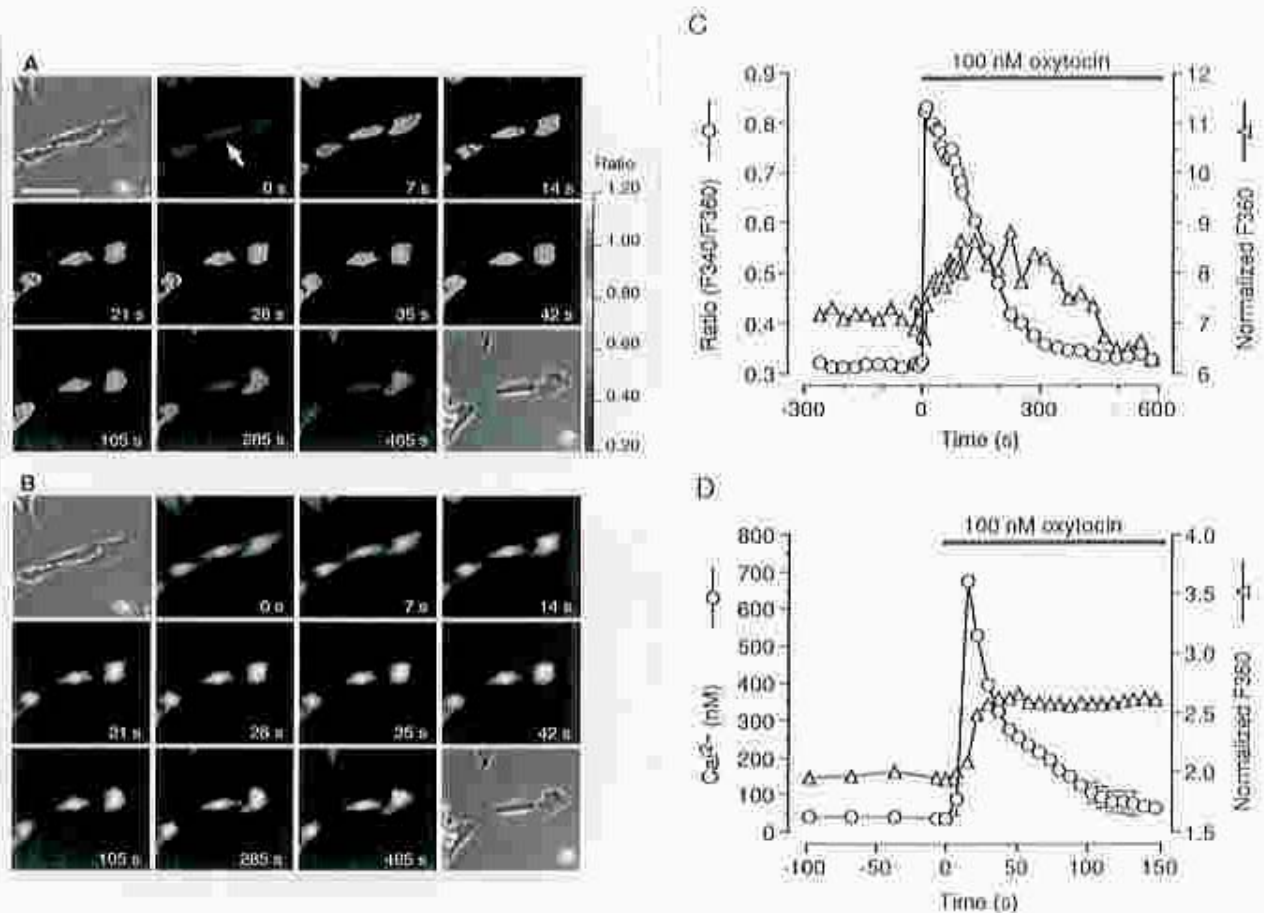 A
0 s
7 s
14 s
Ratio
1.20
21 s
28 s
35 s
42 s
1.00
0.80
0.60
105 s
285 s
465 s
0.40
0.20
B
0 s
7 s
14 s
21 s
28 s
35 s
42 s
105 s
285 s
465 s
C
100 nM oxytocin
0.9
0.8
0.7
0.6
0.5
0.4
0.3
Ratio (F340/F360)
12
11
10
9
8
7
6
Normalized F360
-300
0
300
600
Time (s)
D
100 nM oxytocin
800
700
600
500
400
300
200
100
0
(nM)
4.0
3.5
3.0
2.5
2.0
1.5
Normalized F360
-100
-50
0
50
100
150
Time (s)